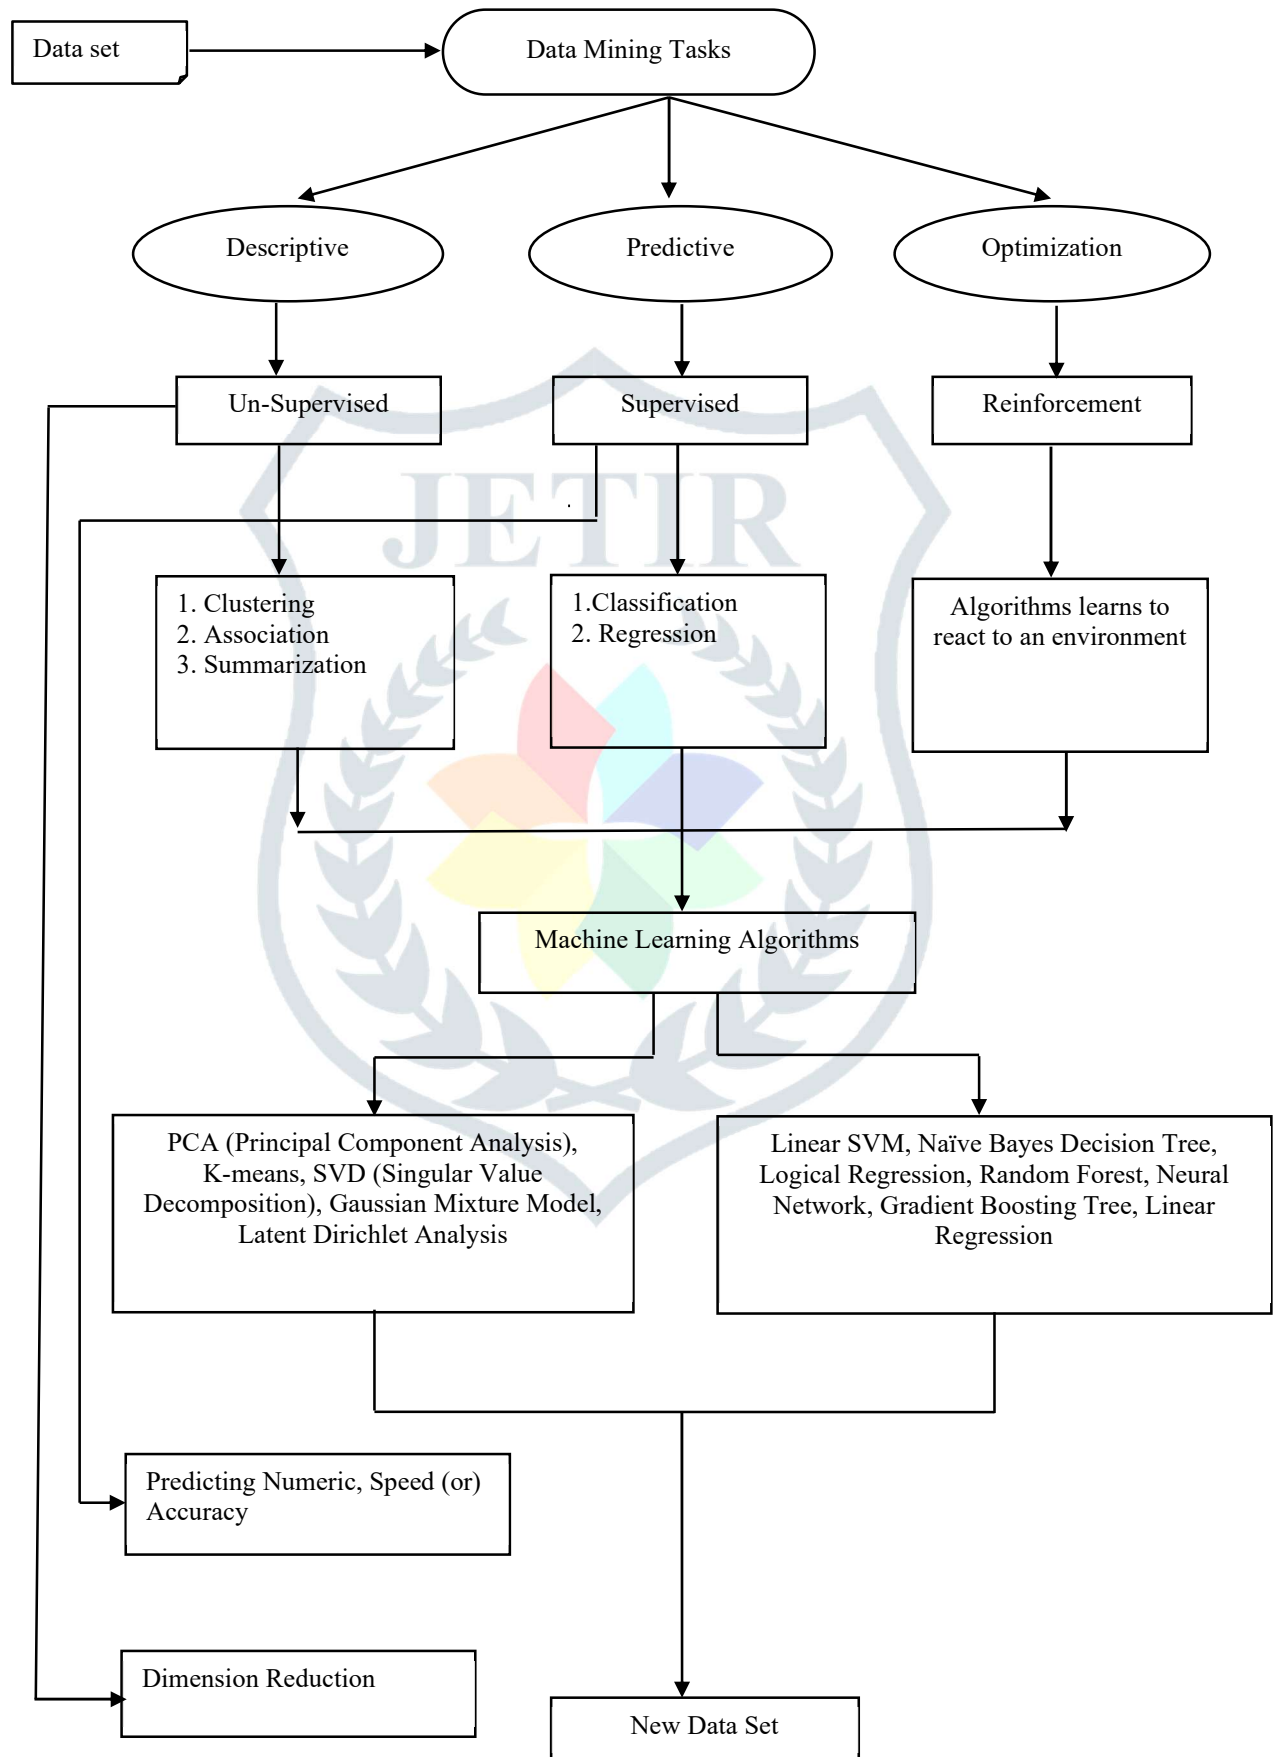 Data set
Data Mining Tasks
Descriptive
Predictive
Optimization
Un-Supervised
Supervised
Reinforcement
JETIR
1. Clustering
2. Association
3. Summarization
1.Classification
2. Regression
Algorithms learns to
react to an environment
Machine Learning Algorithms
PCA (Principal Component Analysis),
K-means, SVD (Singular Value
Decomposition), Gaussian Mixture Model,
Latent Dirichlet Analysis
Linear SVM, Naïve Bayes Decision Tree,
Logical Regression, Random Forest, Neural
Network, Gradient Boosting Tree, Linear
Regression
Predicting Numeric, Speed (or)
Accuracy
Dimension Reduction
New Data Set